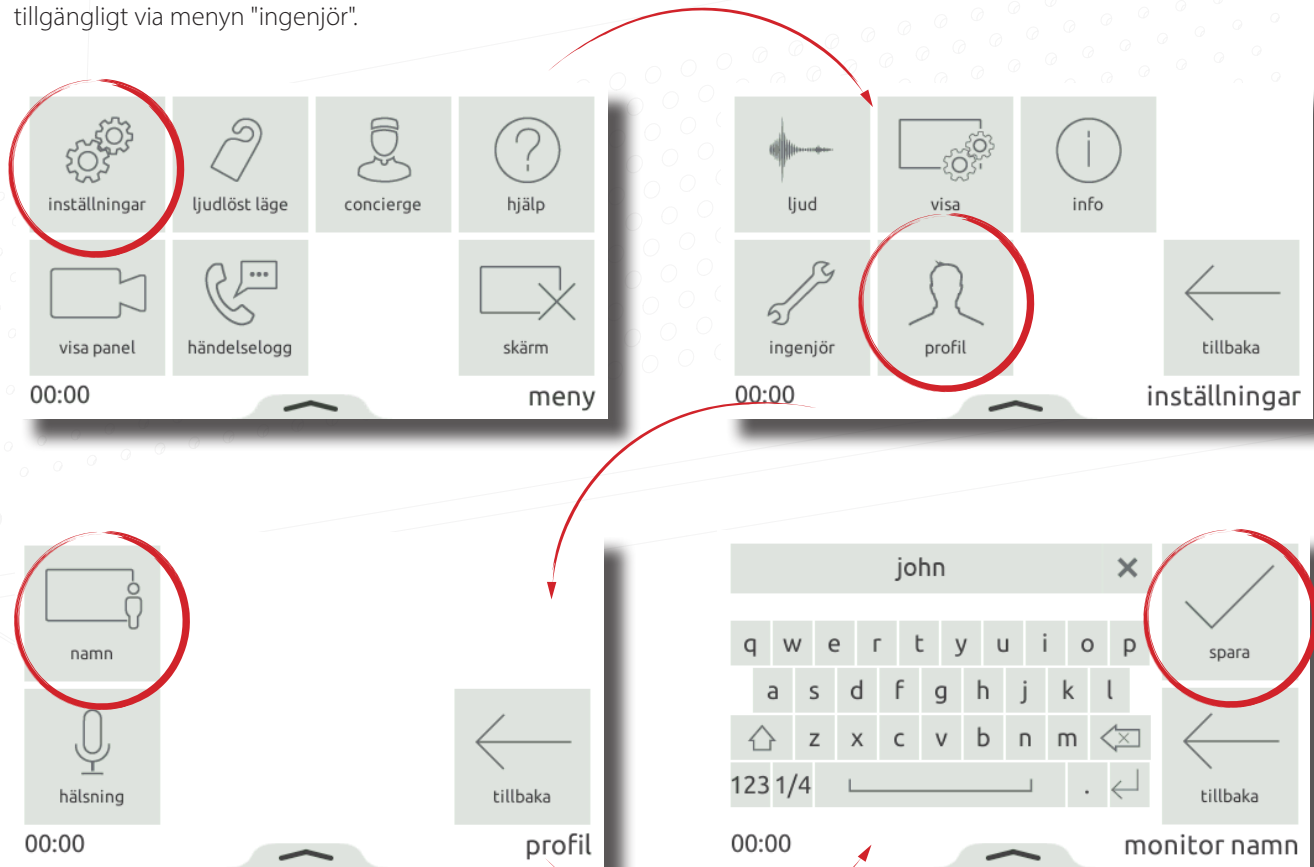 tillgängligt via menyn "ingenjör".
inställningar
ljudlöst läge
concierge
hjälp
visa panel
händelselogg
skärm
00:00
meny
ljud
visa
info
ingenjör
profil
tillbaka
00:00
inställningar
namn
hälsning
tillbaka
00:00
profil
john
spara
q w e r t y u i o p
a s d f g h j k l
z x c v b n m
123 1/4 .
tillbaka
00:00
monitor namn